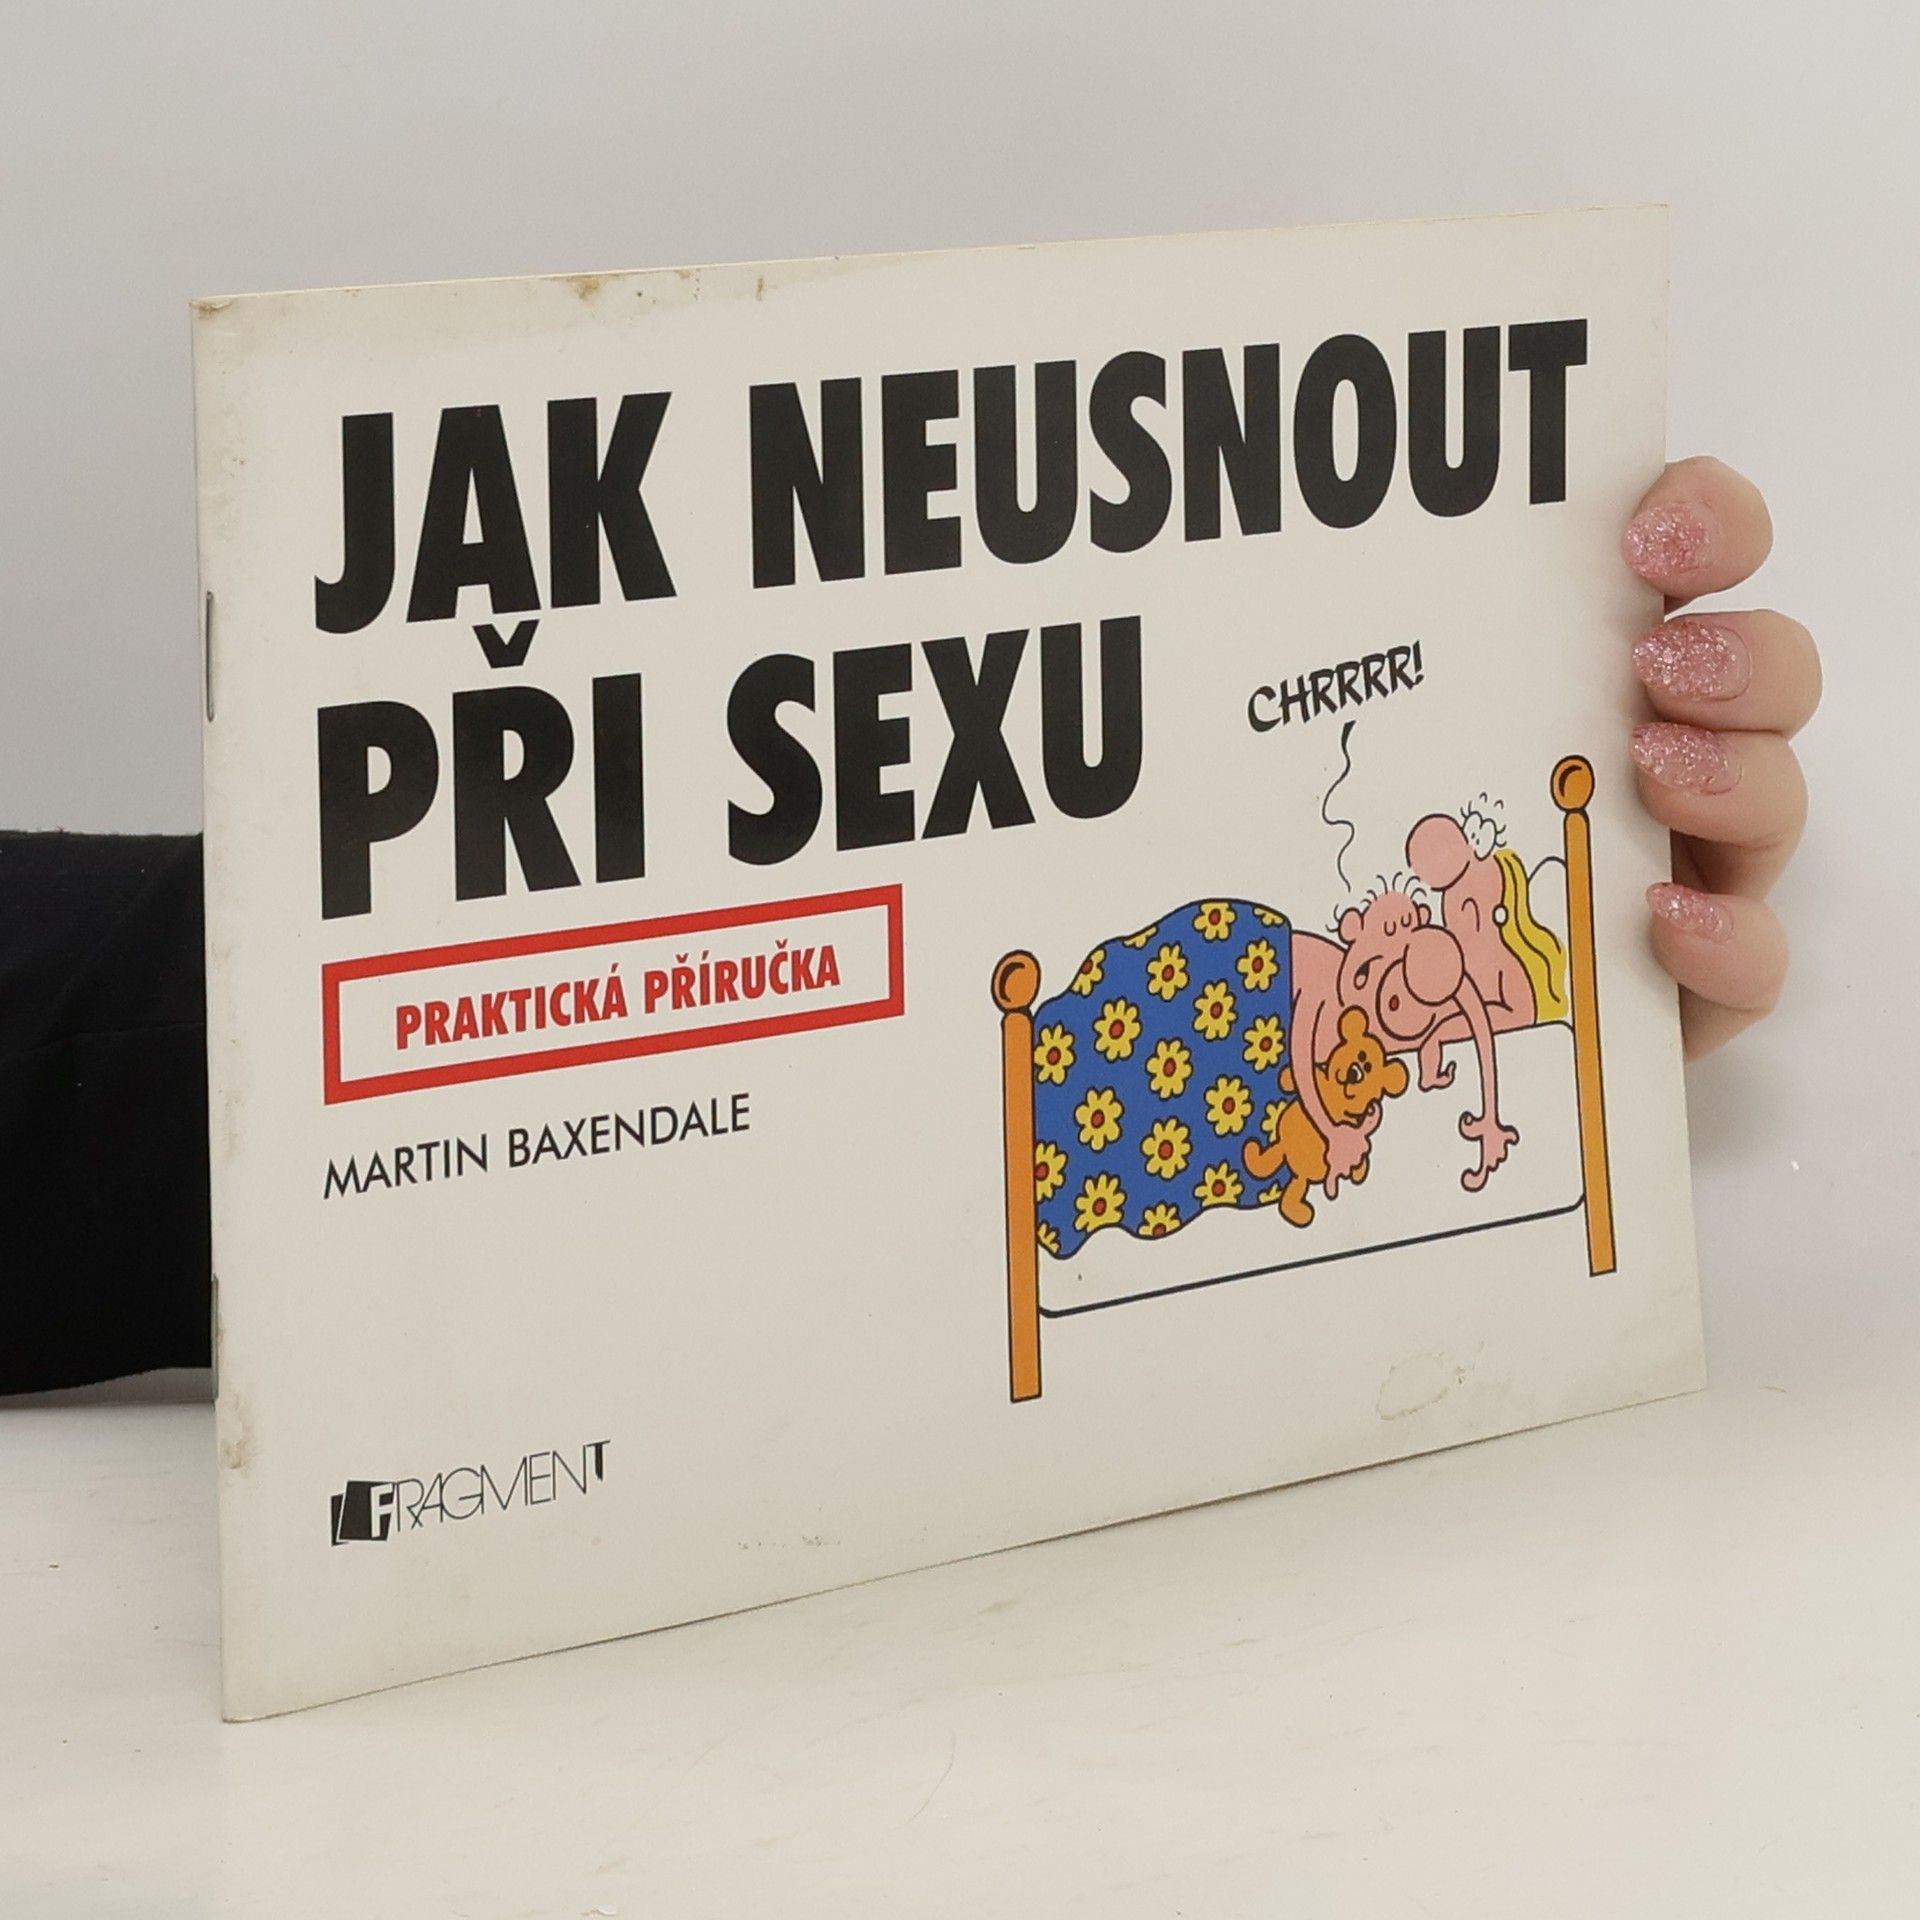 JAK NEUSNOUT
PŘI SEXU
CHRRRR!
PRAKTICKÁ PŘÍRUČKA
MARTIN BAXENDALE
FRAGMENT